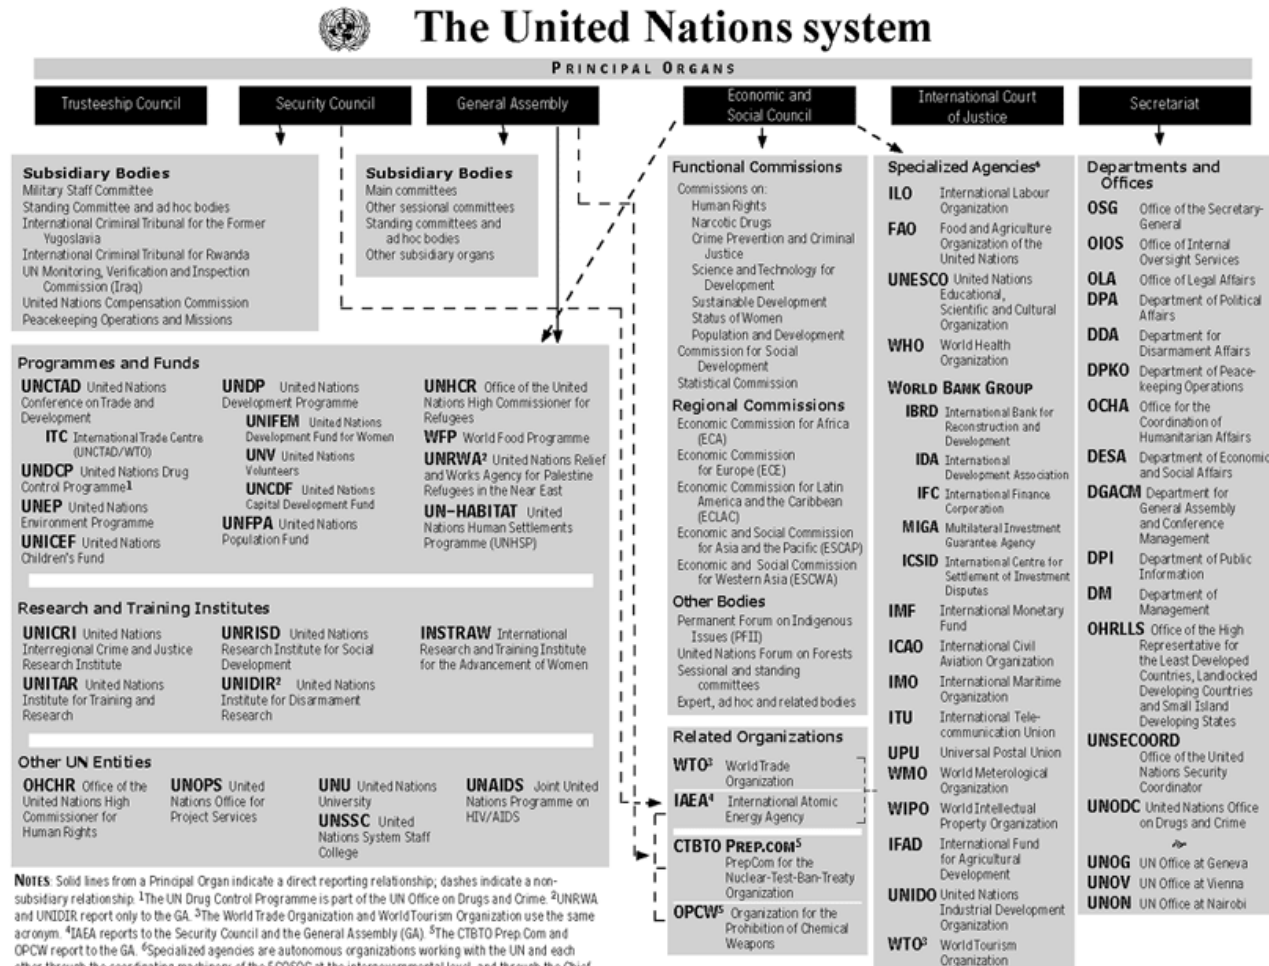 The United Nations system
PRINCIPAL ORGANS
Trusteeship Council
Security Council
General Assembly
Economic and
Social Council
International Court
of Justice
Secretariat
Subsidiary Bodies
Military Staff Committee
Standing Committee and ad hoc bodies
International Criminal Tribunal for the Former
Yugoslavia
International Criminal Tribunal for Rwanda
UN Monitoring, Verification and Inspection
Commission (Iraq)
United Nations Compensation Commission
Peacekeeping Operations and Missions
Subsidiary Bodies
Main committees
Other sessional committees
Standing committees and
ad hoc bodies
Other subsidiary organs
Programmes and Funds
UNCTAD United Nations
Conference on Trade and
Development
ITC International Trade Centre
(UNCTAD/WTO)
UNDCP United Nations Drug
Control Programme¹
UNEP United Nations
Environment Programme
UNICEF United Nations
Children's Fund
UNDP United Nations
Development Programme
UNIFEM United Nations
Development Fund for Women
UNV United Nations
Volunteers
UNCDF United Nations
Capital Development Fund
UNFPA United Nations
Population Fund
UNHCR Office of the United
Nations High Commissioner for
Refugees
WFP World Food Programme
UNRWA² United Nations Relief
and Works Agency for Palestine
Refugees in the Near East
UN-HABITAT United
Nations Human Settlements
Programme (UNHSP)
Research and Training Institutes
UNICRI United Nations
Interregional Crime and Justice
Research Institute
UNITAR United Nations
Institute for Training and
Research
UNRISD United Nations
Research Institute for Social
Development
UNIDIR² United Nations
Institute for Disarmament
Research
INSTRAW International
Research and Training Institute
for the Advancement of Women
Other UN Entities
OHCHR Office of the
United Nations High
Commissioner for
Human Rights
UNOPS United
Nations Office for
Project Services
UNU United Nations
University
UNSSC United
Nations System Staff
College
UNAIDS Joint United
Nations Programme on
HIV/AIDS
Functional Commissions
Commissions on:
Human Rights
Narcotic Drugs
Crime Prevention and Criminal
Justice
Science and Technology for
Development
Sustainable Development
Status of Women
Population and Development
Commission for Social
Development
Statistical Commission
Regional Commissions
Economic Commission for Africa
(ECA)
Economic Commission
for Europe (ECE)
Economic Commission for Latin
America and the Caribbean
(ECLAC)
Economic and Social Commission
for Asia and the Pacific (ESCAP)
Economic and Social Commission
for Western Asia (ESCWA)
Other Bodies
Permanent Forum on Indigenous
Issues (PFII)
United Nations Forum on Forests
Sessional and standing
committees
Expert, ad hoc and related bodies
Related Organizations
WTO³ World Trade
Organization
IAEA⁴ International Atomic
Energy Agency
CTBTO PREP.COM⁵
PrepCom for the
Nuclear-Test-Ban-Treaty
Organization
OPCW⁵ Organization for the
Prohibition of Chemical
Weapons
Specialized Agencies⁶
ILO International Labour
Organization
FAO Food and Agriculture
Organization of the
United Nations
UNESCO United Nations
Educational,
Scientific and Cultural
Organization
WHO World Health
Organization
WORLD BANK GROUP
IBRD International Bank for
Reconstruction and
Development
IDA International
Development Association
IFC International Finance
Corporation
MIGA Multilateral Investment
Guarantee Agency
ICSID International Centre for
Settlement of Investment
Disputes
IMF International Monetary
Fund
ICAO International Civil
Aviation Organization
IMO International Maritime
Organization
ITU International Tele-
communication Union
UPU Universal Postal Union
WMO World Meterological
Organization
WIPO World Intellectual
Property Organization
IFAD International Fund
for Agricultural
Development
UNIDO United Nations
Industrial Development
Organization
WTO³ World Tourism
Organization
Departments and
Offices
OSG Office of the Secretary-
General
OIOS Office of Internal
Oversight Services
OLA Office of Legal Affairs
DPA Department of Political
Affairs
DDA Department for
Disarmament Affairs
DPKO Department of Peace-
keeping Operations
OCHA Office for the
Coordination of
Humanitarian Affairs
DESA Department of Economic
and Social Affairs
DGACM Department for
General Assembly
and Conference
Management
DPI Department of Public
Information
DM Department of
Management
OHRLLS Office of the High
Representative for
the Least Developed
Countries, Landlocked
Developing Countries
and Small Island
Developing States
UNSECOORD
Office of the United
Nations Security
Coordinator
UNODC United Nations Office
on Drugs and Crime
UNOG UN Office at Geneva
UNOV UN Office at Vienna
UNON UN Office at Nairobi
NOTES: Solid lines from a Principal Organ indicate a direct reporting relationship; dashes indicate a non-
subsidiary relationship. ¹The UN Drug Control Programme is part of the UN Office on Drugs and Crime. ²UNRWA
and UNIDIR report only to the GA. ³The World Trade Organization and World Tourism Organization use the same
acronym. ⁴IAEA reports to the Security Council and the General Assembly (GA). ⁵The CTBTO Prep.Com and
OPCW report to the GA. ⁶Specialized agencies are autonomous organizations working with the UN and each
other through the coordinating machinery of the ECOSOC at the intergovernmental level, and through the Chief